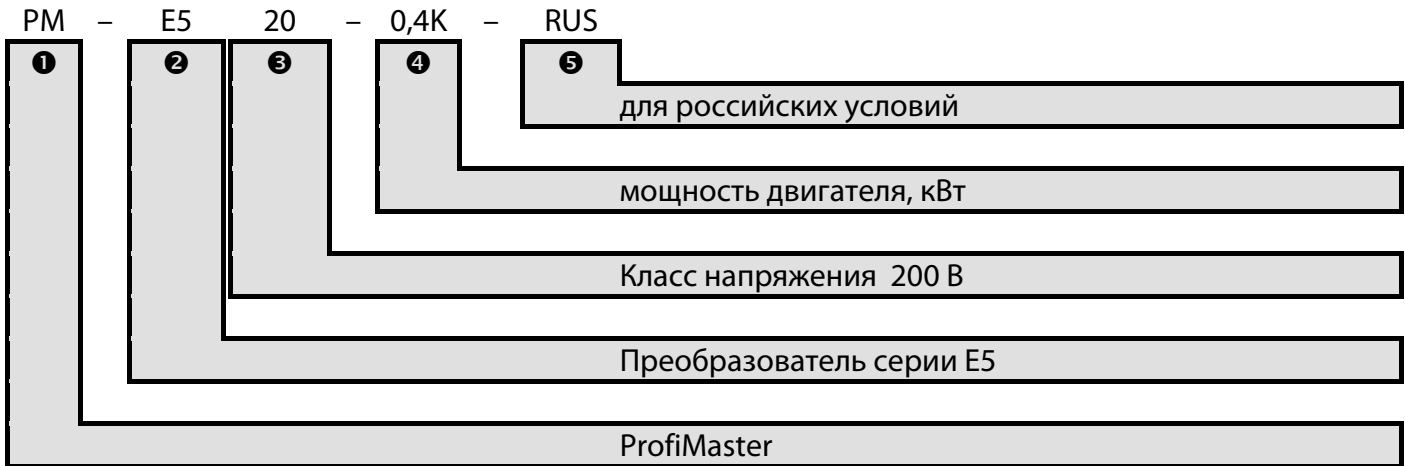 PM – E5 20 – 0,4K – RUS
❶ ❷ ❸ ❹ ❺
для российских условий
мощность двигателя, кВт
Класс напряжения 200 В
Преобразователь серии E5
ProfiMaster